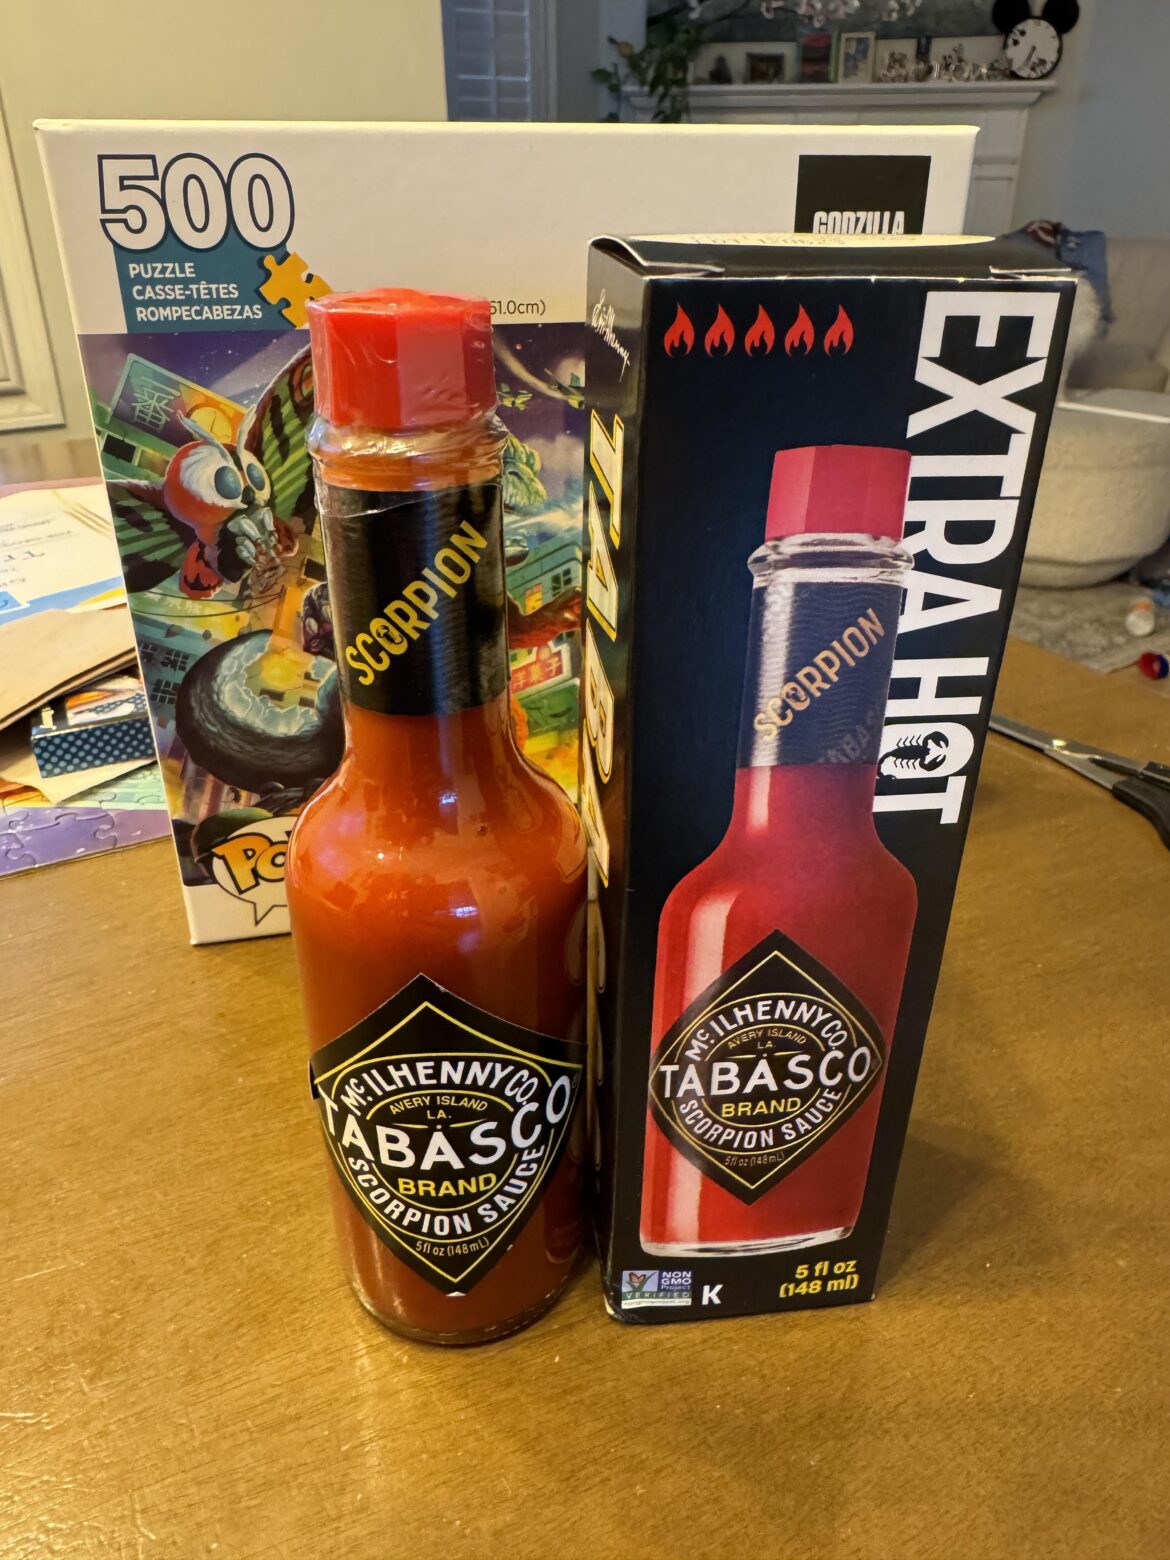 500
PUZZLE
CASSE-TÊTES
ROMPECABEZAS
GODZILLA
61.0cm)
SCORPION
McILHENNY CO.
AVERY ISLAND
LA.
TABASCO
BRAND
SCORPION SAUCE
5 fl oz (148 mL)
EXTRA HOT
SCORPION
McILHENNY CO.
AVERY ISLAND
LA.
TABASCO
BRAND
SCORPION SAUCE
5 fl oz (148 mL)
NON
GMO
Project
VERIFIED
K
5 fl oz
(148 ml)